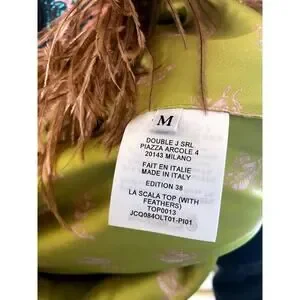 M
DOUBLE J SRL
PIAZZA ARCOLE 4
20143 MILANO
FAIT EN ITALIE
MADE IN ITALY
EDITION 38
LA SCALA TOP (WITH
FEATHERS)
TOP0013
JCQ084OLT01-PI01